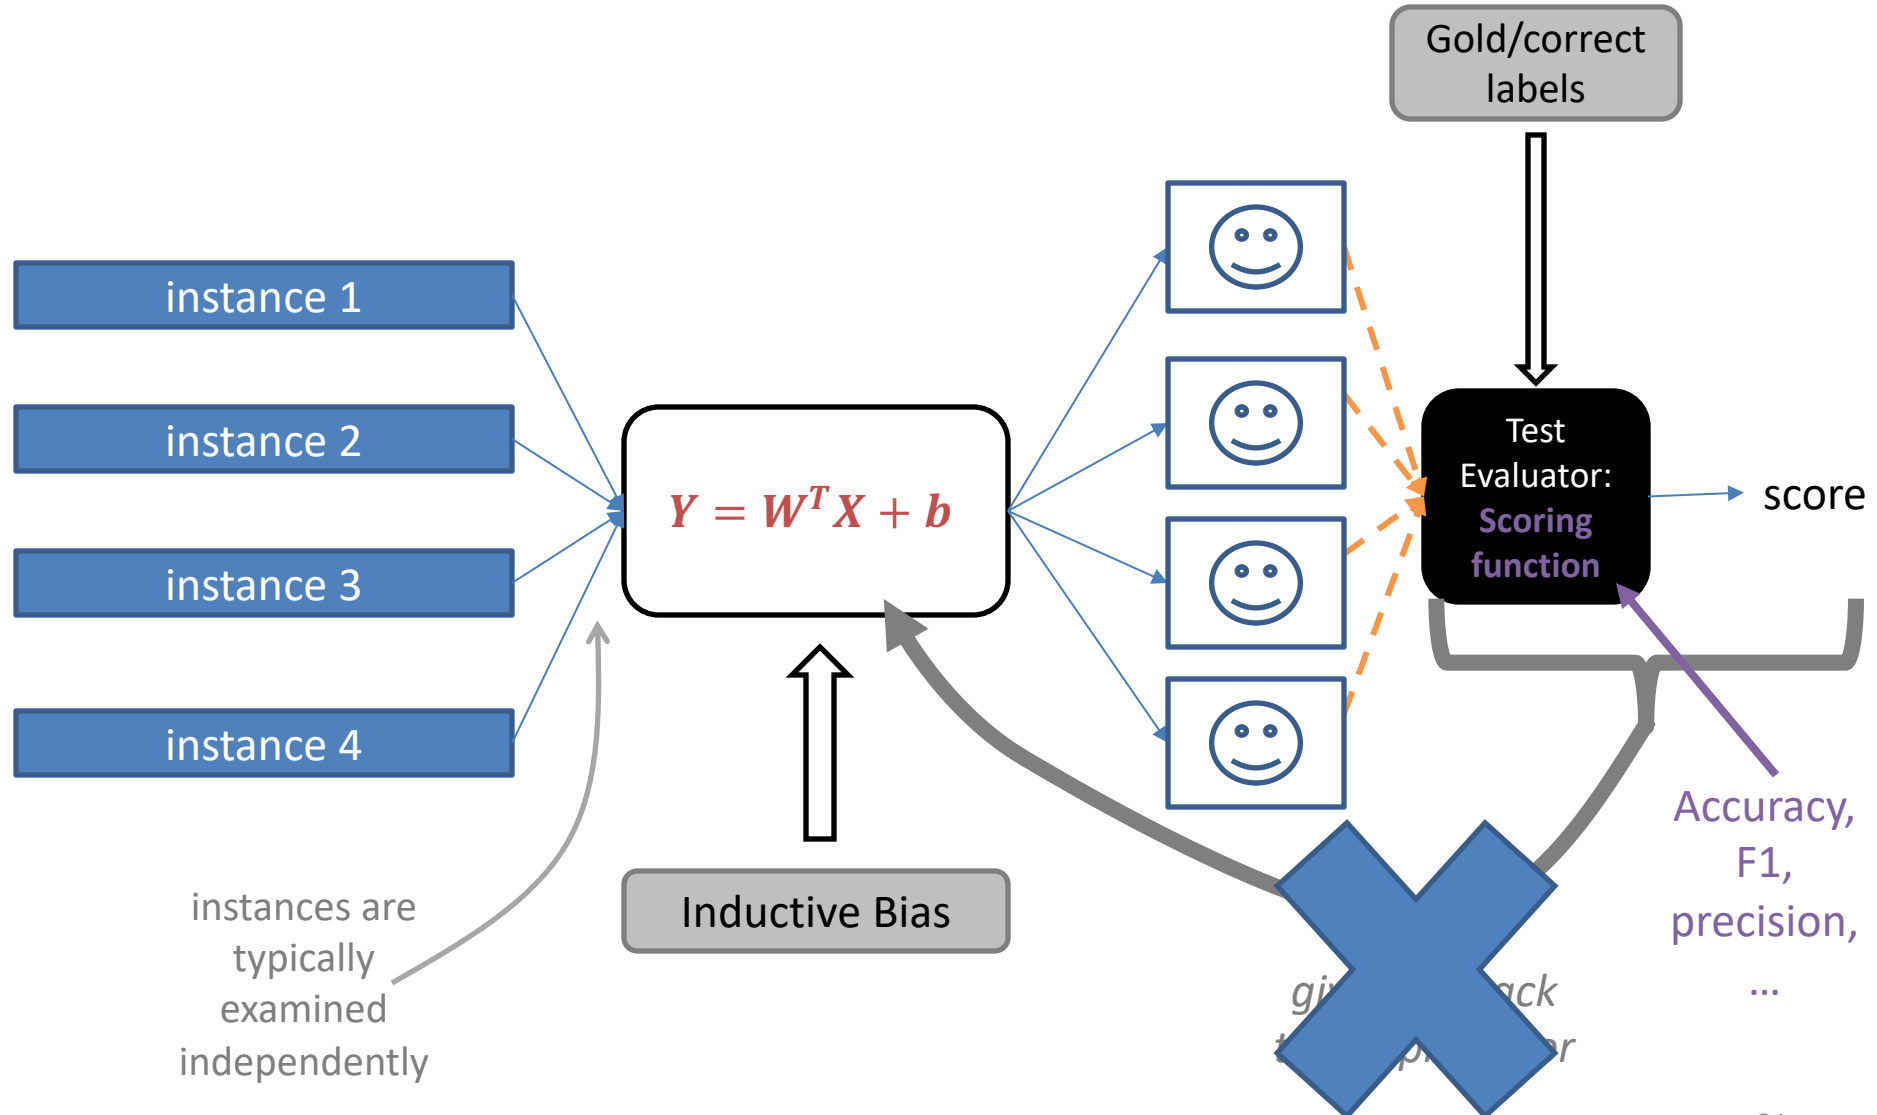 Gold/correct
labels
instance 1
instance 2
instance 3
instance 4
Y = WᵀX + b
Test
Evaluator:
Scoring
function
score
Inductive Bias
instances are
typically
examined
independently
Accuracy,
F1,
precision,
…